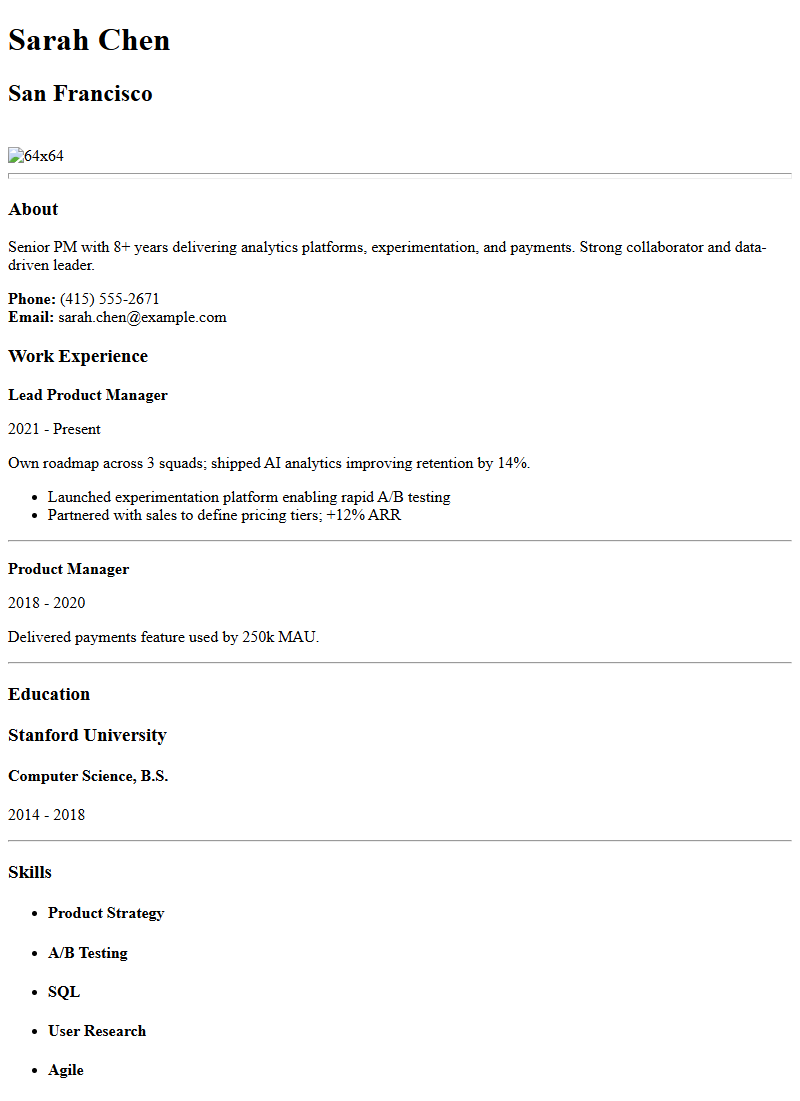 Sarah Chen
San Francisco
64x64
About
Senior PM with 8+ years delivering analytics platforms, experimentation, and payments. Strong collaborator and data-
driven leader.
Phone: (415) 555-2671
Email: sarah.chen@example.com
Work Experience
Lead Product Manager
2021 - Present
Own roadmap across 3 squads; shipped AI analytics improving retention by 14%.
• Launched experimentation platform enabling rapid A/B testing
• Partnered with sales to define pricing tiers; +12% ARR
Product Manager
2018 - 2020
Delivered payments feature used by 250k MAU.
Education
Stanford University
Computer Science, B.S.
2014 - 2018
Skills
• Product Strategy
• A/B Testing
• SQL
• User Research
• Agile